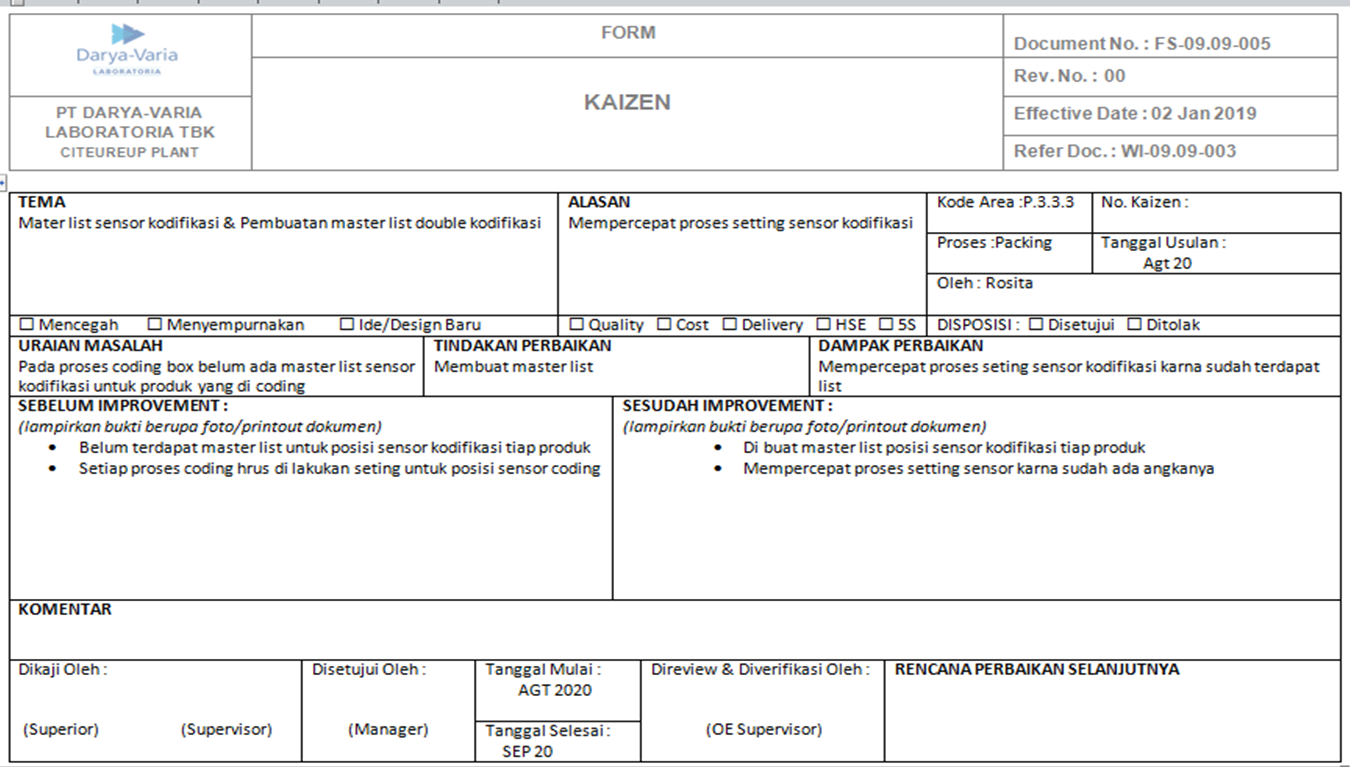 Darya-Varia
LABORATORIA
PT DARYA-VARIA
LABORATORIA TBK
CITEUREUP PLANT
FORM
KAIZEN
Document No. : FS-09.09-005
Rev. No. : 00
Effective Date : 02 Jan 2019
Refer Doc. : WI-09.09-003
TEMA
Mater list sensor kodifikasi & Pembuatan master list double kodifikasi
ALASAN
Mempercepat proses setting sensor kodifikasi
Kode Area :P.3.3.3
No. Kaizen :
Proses :Packing
Tanggal Usulan :
Agt 20
Oleh : Rosita
☐ Mencegah ☐ Menyempurnakan ☐ Ide/Design Baru
☐ Quality ☐ Cost ☐ Delivery ☐ HSE ☐ 5S
DISPOSISI : ☐ Disetujui ☐ Ditolak
URAIAN MASALAH
Pada proses coding box belum ada master list sensor
kodifikasi untuk produk yang di coding
TINDAKAN PERBAIKAN
Membuat master list
DAMPAK PERBAIKAN
Mempercepat proses seting sensor kodifikasi karna sudah terdapat
list
SEBELUM IMPROVEMENT :
(lampirkan bukti berupa foto/printout dokumen)
• Belum terdapat master list untuk posisi sensor kodifikasi tiap produk
• Setiap proses coding hrus di lakukan seting untuk posisi sensor coding
SESUDAH IMPROVEMENT :
(lampirkan bukti berupa foto/printout dokumen)
• Di buat master list posisi sensor kodifikasi tiap produk
• Mempercepat proses setting sensor karna sudah ada angkanya
KOMENTAR
Dikaji Oleh :
(Superior) (Supervisor)
Disetujui Oleh :
(Manager)
Tanggal Mulai :
AGT 2020
Tanggal Selesai :
SEP 20
Direview & Diverifikasi Oleh :
(OE Supervisor)
RENCANA PERBAIKAN SELANJUTNYA